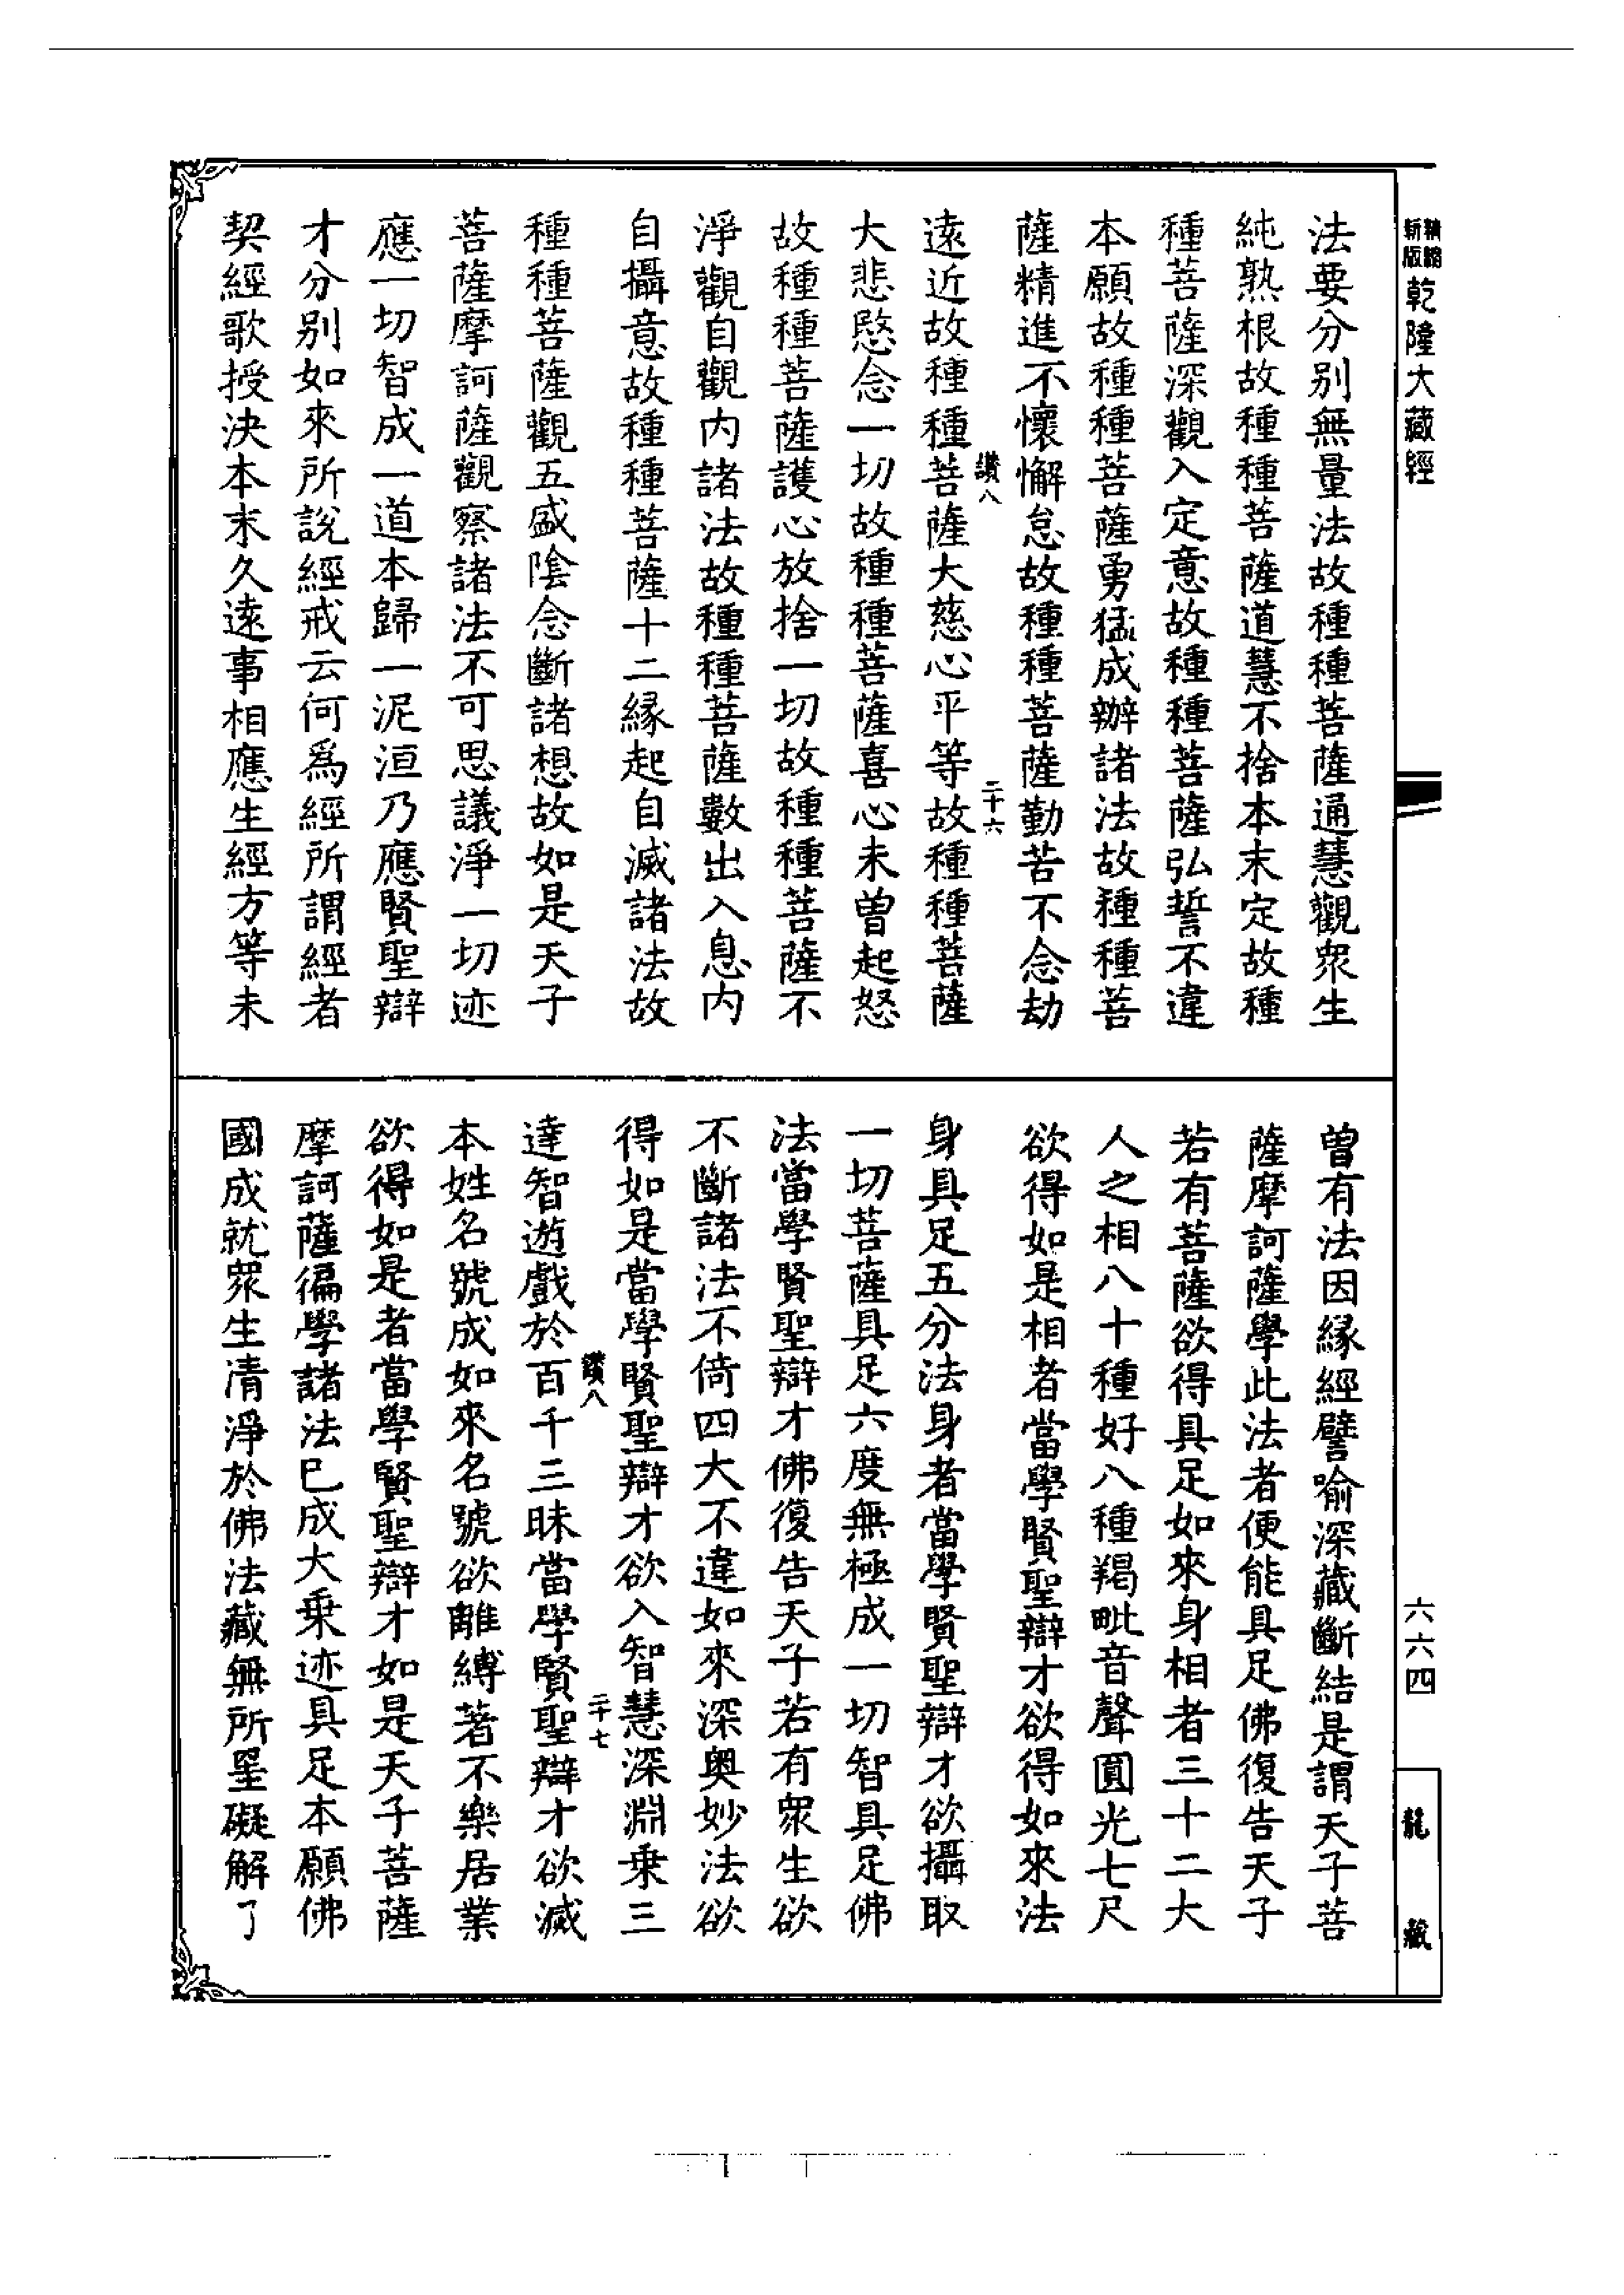 精縮新版乾隆大藏經
六六四
龍藏
法要分別無量法故種種菩薩通慧觀眾生
純熟根故種種菩薩道慧不捨本末定故種
種菩薩深觀入定意故種種菩薩弘誓不違
本願故種種菩薩勇猛成辦諸法故種種菩
薩精進不懷懈怠故種種菩薩勤苦不念劫
讚八
二十六
遠近故種種菩薩大慈心平等故種種菩薩
大悲愍念一切故種種菩薩喜心未曾起怒
故種種菩薩護心放捨一切故種種菩薩不
淨觀自觀內諸法故種種菩薩數出入息內
自攝意故種種菩薩十二緣起自滅諸法故
種種菩薩觀五盛陰念斷諸想故如是天子
菩薩摩訶薩觀察諸法不可思議淨一切迹
應一切智成一道本歸一泥洹乃應賢聖辯
才分別如來所說經戒云何為經所謂經者
契經歌授決本末久遠事相應生經方等未
曾有法因緣經譬喻深藏斷結是謂天子菩
薩摩訶薩學此法者便能具足佛復告天子
若有菩薩欲得具足如來身相者三十二大
人之相八十種好八種羯毗音聲圓光七尺
欲得如是相者當學賢聖辯才欲得如來法
身具足五分法身者當學賢聖辯才欲攝取
一切菩薩具足六度無極成一切智具足佛
法當學賢聖辯才佛復告天子若有眾生欲
不斷諸法不倚四大不違如來深奧妙法欲
得如是當學賢聖辯才欲入智慧深淵乘三
讚八
二十七
達智遊戲於百千三昧當學賢聖辯才欲滅
本姓名號成如來名號欲離縛著不樂居業
欲得如是者當學賢聖辯才如是天子菩薩
摩訶薩徧學諸法已成大乘迹具足本願佛
國成就眾生清淨於佛法藏無所罣礙解了